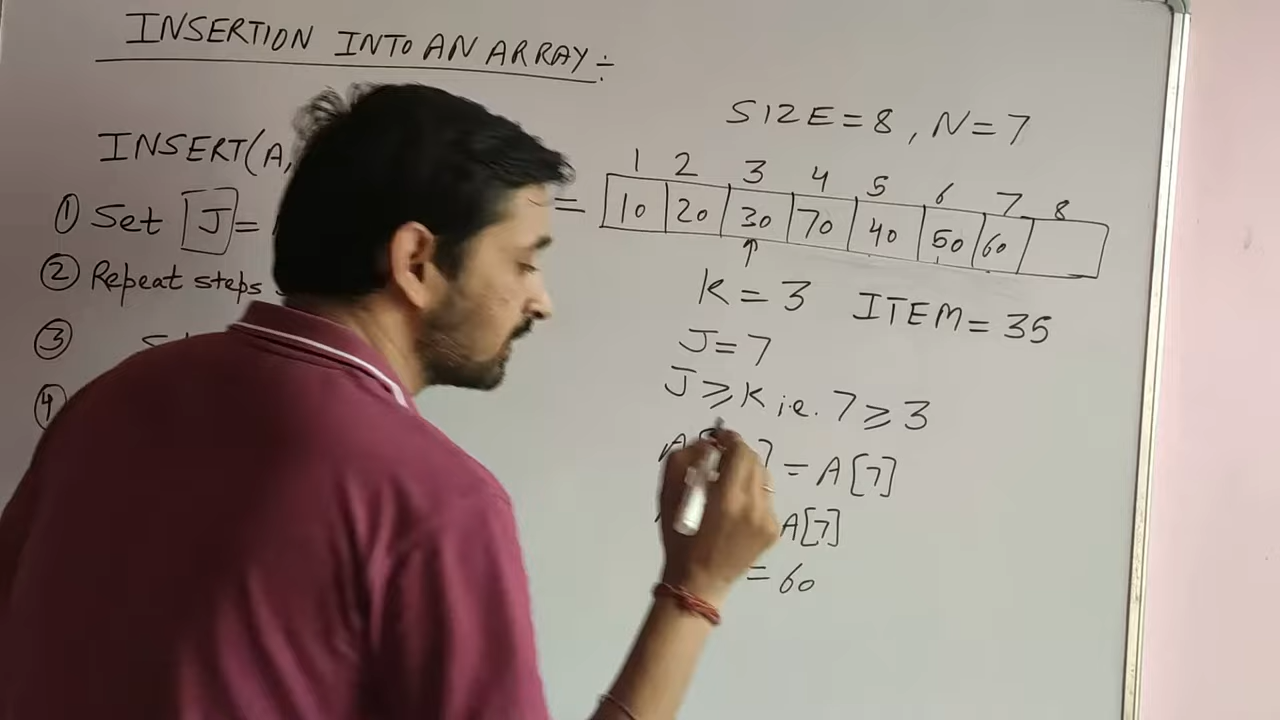 INSERTION INTO AN ARRAY :-
INSERT(A,
① Set J =
② Repeat steps
③
④
SIZE = 8 , N = 7
1 2 3 4 5 6 7 8
= 10 20 30 70 40 50 60
↑
K = 3 ITEM = 35
J = 7
J ≥ K i.e. 7 ≥ 3
A = A[7]
A[7]
= 60